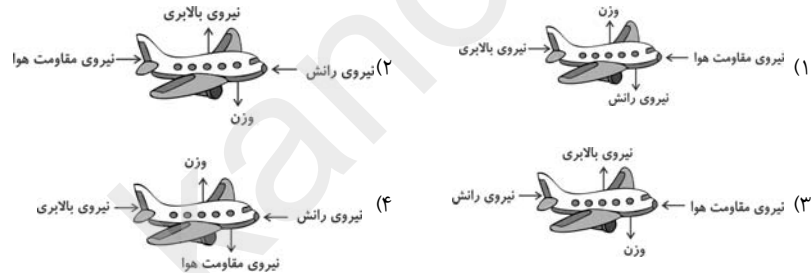 ۱)
وزن
نیروی بالابری
نیروی مقاومت هوا
نیروی رانش
۲)
نیروی بالابری
نیروی مقاومت هوا
نیروی رانش
وزن
۳)
نیروی بالابری
نیروی رانش
نیروی مقاومت هوا
وزن
۴)
وزن
نیروی بالابری
نیروی رانش
نیروی مقاومت هوا
kanoo